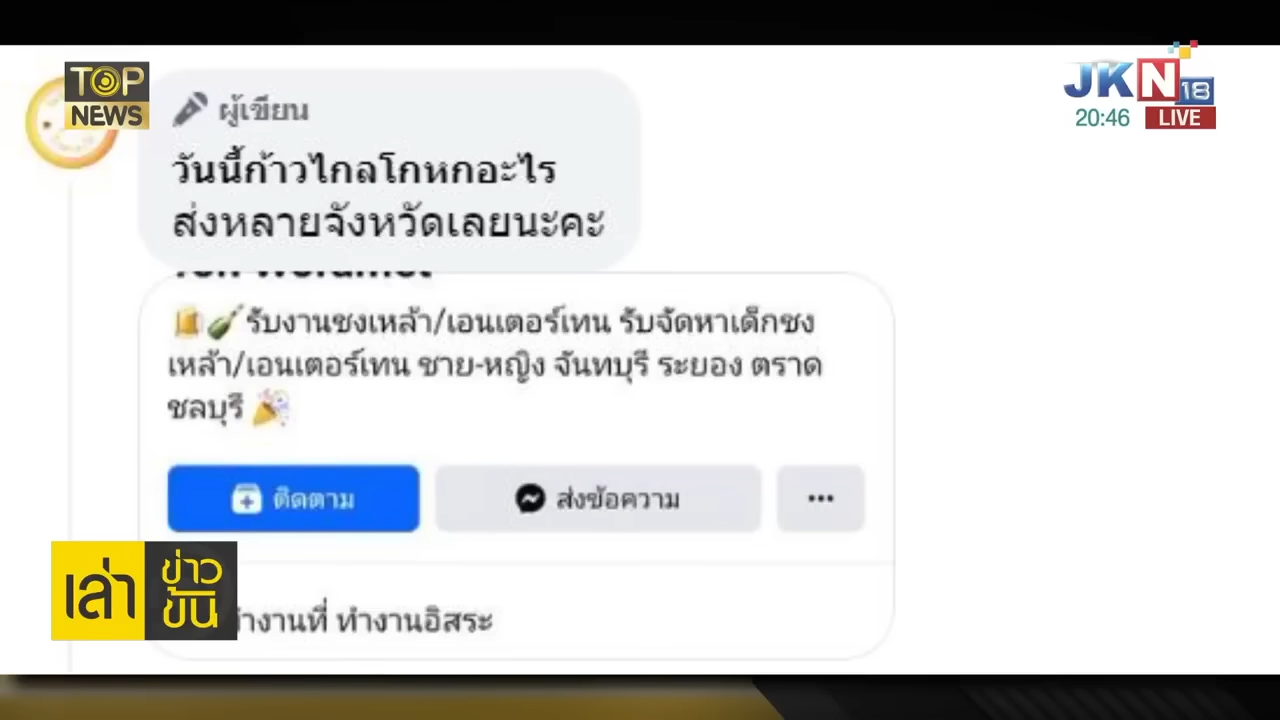 TOP
NEWS
JKN18
20:46 LIVE
ผู้เขียน
วันนี้ก้าวไกลโกหกอะไร
ส่งหลายจังหวัดเลยนะคะ
รับงานชงเหล้า/เอนเตอร์เทน รับจัดหาเด็กชง
เหล้า/เอนเตอร์เทน ชาย-หญิง จันทบุรี ระยอง ตราด
ชลบุรี
ติดตาม
ส่งข้อความ
เล่า
ข่าว
ข้น
ทำงานที่ ทำงานอิสระ